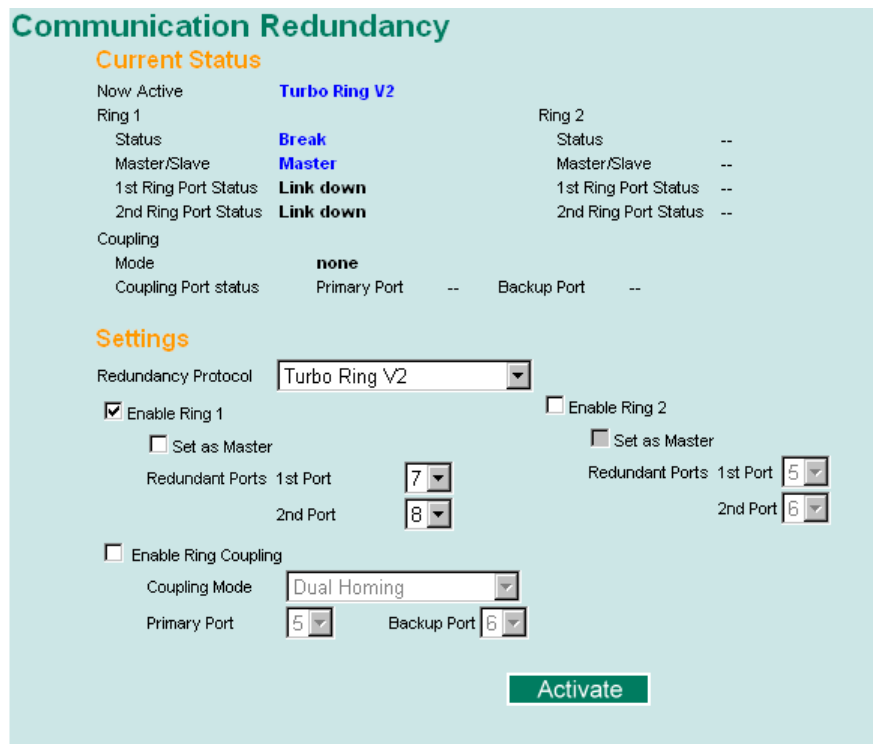 Communication Redundancy
Current Status
Now Active Turbo Ring V2
Ring 1 Ring 2
Status Break Status --
Master/Slave Master Master/Slave --
1st Ring Port Status Link down 1st Ring Port Status --
2nd Ring Port Status Link down 2nd Ring Port Status --
Coupling
Mode none
Coupling Port status Primary Port -- Backup Port --
Settings
Redundancy Protocol Turbo Ring V2
Enable Ring 1 Enable Ring 2
Set as Master Set as Master
Redundant Ports 1st Port 7 Redundant Ports 1st Port 5
2nd Port 8 2nd Port 6
Enable Ring Coupling
Coupling Mode Dual Homing
Primary Port 5 Backup Port 6
Activate